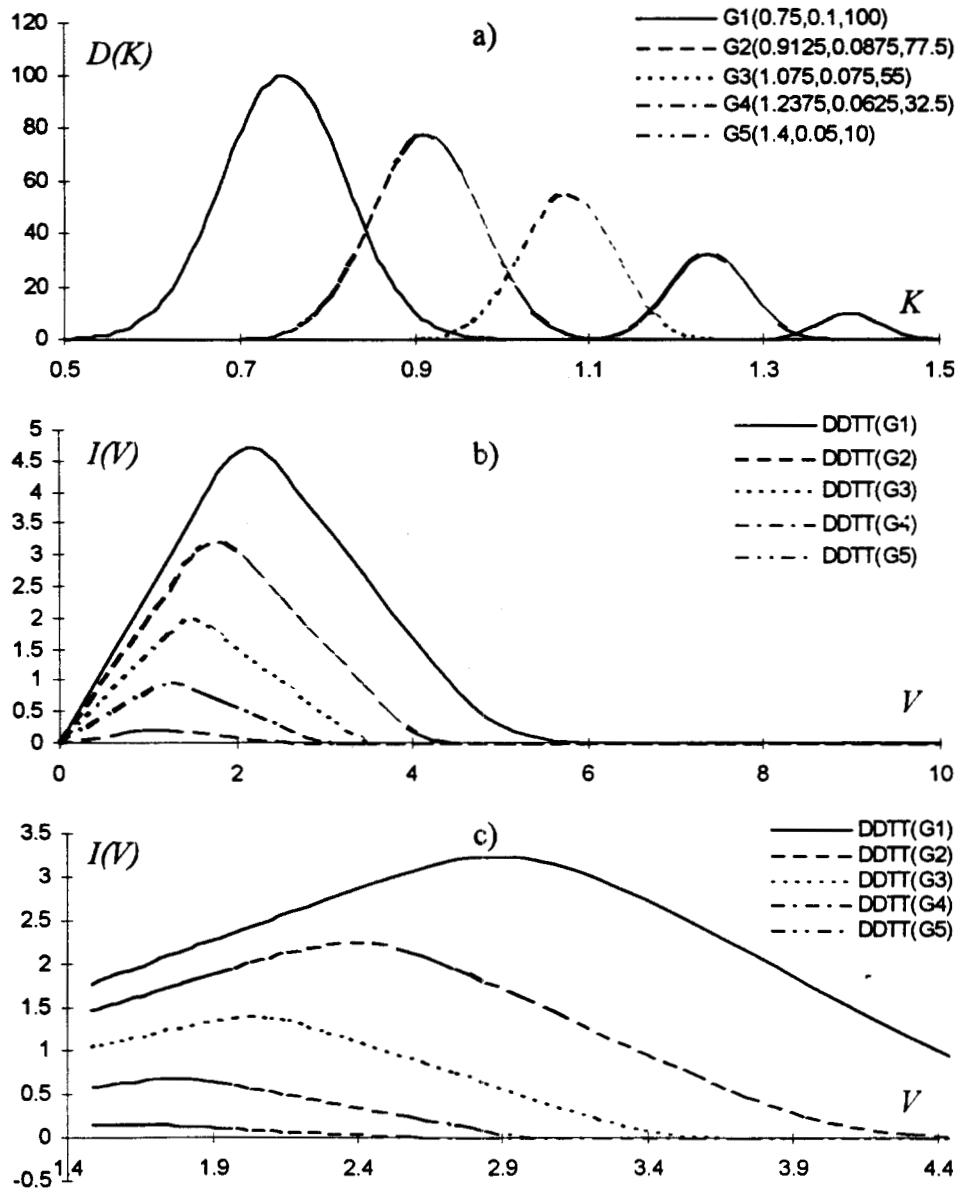 a)
D(K)
G1(0.75,0.1,100)
G2(0.9125,0.0875,77.5)
G3(1.075,0.075,55)
G4(1.2375,0.0625,32.5)
G5(1.4,0.05,10)
120
100
80
60
40
20
0
K
0.5 0.7 0.9 1.1 1.3 1.5
b)
I(V)
DDTT(G1)
DDTT(G2)
DDTT(G3)
DDTT(G4)
DDTT(G5)
5
4.5
4
3.5
3
2.5
2
1.5
1
0.5
0
V
0 2 4 6 8 10
c)
I(V)
DDTT(G1)
DDTT(G2)
DDTT(G3)
DDTT(G4)
DDTT(G5)
3.5
3
2.5
2
1.5
1
0.5
0
-0.5
V
1.4 1.9 2.4 2.9 3.4 3.9 4.4